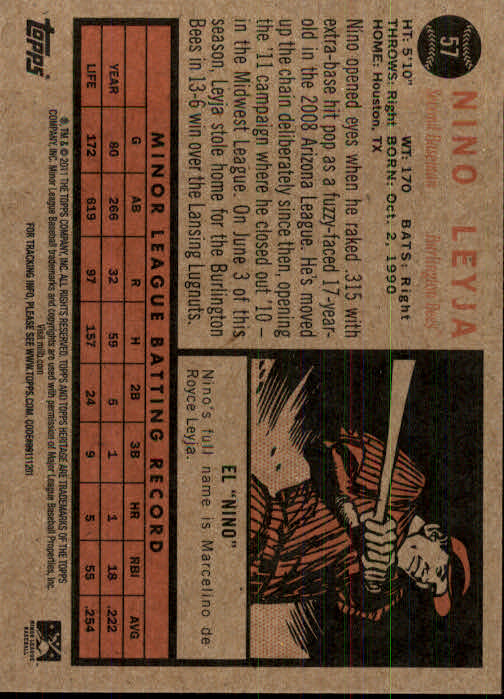 57
NINO LEYJA
Second Baseman Burlington Bees
HT: 5'10" WT: 170 BATS: Right
THROWS: Right BORN: Oct. 2, 1990
HOME: Houston, TX
Nino opened eyes when he raked .315 with
extra-base hit pop as a fuzzy-faced 17-year-
old in the 2008 Arizona League. He's moved
up the chain deliberately since then, opening
the '11 campaign where he closed out '10 –
in the Midwest League. On June 3 of this
season, Leyja stole home for the Burlington
Bees in 13-6 win over the Lansing Lugnuts.
EL "NINO"
Nino's full name is Marcelino de
Royce Leyja.
MINOR LEAGUE BATTING RECORD
YEAR G AB R H 2B 3B HR RBI AVG
80 266 32 59 6 1 1 18 .222
LIFE 172 619 97 157 24 9 5 55 .254
topps
® TM & © 2011 THE TOPPS COMPANY, INC. ALL RIGHTS RESERVED. TOPPS AND TOPPS HERITAGE ARE TRADEMARKS OF THE TOPPS
COMPANY, INC. Minor League Baseball trademarks and copyrights are used with permission of Major League Baseball Properties, Inc.
Visit milb.com
FOR TRACKING INFO, PLEASE SEE WWW.TOPPS.COM.
MINOR LEAGUE
BASEBALL